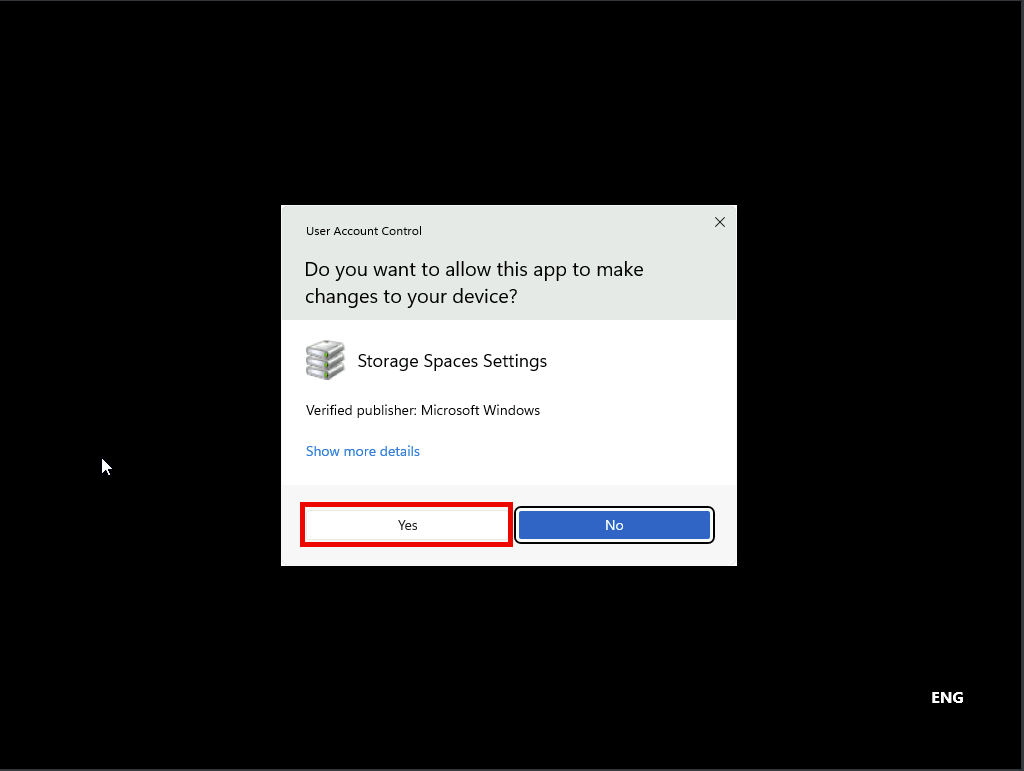 User Account Control
Do you want to allow this app to make
changes to your device?
Storage Spaces Settings
Verified publisher: Microsoft Windows
Show more details
Yes
No
ENG